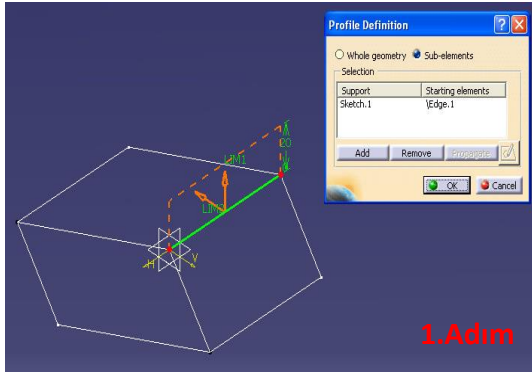 Profile Definition
Whole geometry Sub-elements
Selection
Support Starting elements
Sketch.1 \Edge.1
Add Remove Propagate
OK Cancel
20
LIM1
LIM2
H V
1.Adım